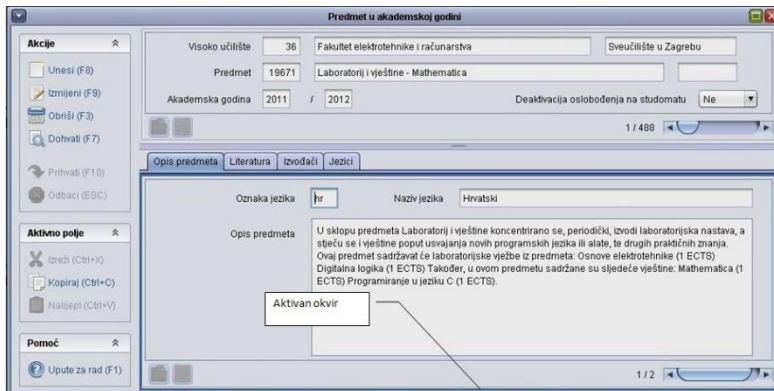 Predmet u akademskoj godini
Akcije
Unesi (F8)
Izmijeni (F9)
Obriši (F3)
Dohvati (F7)
Prihvati (F10)
Odbaci (ESC)
Aktivno polje
Izreži (Ctrl+X)
Kopiraj (Ctrl+C)
Nalijepi (Ctrl+V)
Pomoć
Upute za rad (F1)
Visoko učilište 36 Fakultet elektrotehnike i računarstva Sveučilište u Zagrebu
Predmet 19671 Laboratorij i vještine - Mathematica
Akademska godina 2011 / 2012 Deaktivacija oslobođenja na studomatu Ne
1 / 488
Opis predmeta Literatura Izvođači Jezici
Oznaka jezika hr Naziv jezika Hrvatski
Opis predmeta
U sklopu predmeta Laboratorij i vještine koncentrirano se, periodički, izvodi laboratorijska nastava, a
stječu se i vještine poput usvajanja novih programskih jezika ili alate, te drugih praktičnih znanja.
Ovaj predmet sadržavat će laboratorijske vježbe iz predmeta: Osnove elektrotehnike (1 ECTS)
Digitalna logika (1 ECTS) Također, u ovom predmetu sadržane su sljedeće vještine: Mathematica (1
ECTS) Programiranje u jeziku C (1 ECTS).
Aktivan okvir
1 / 2